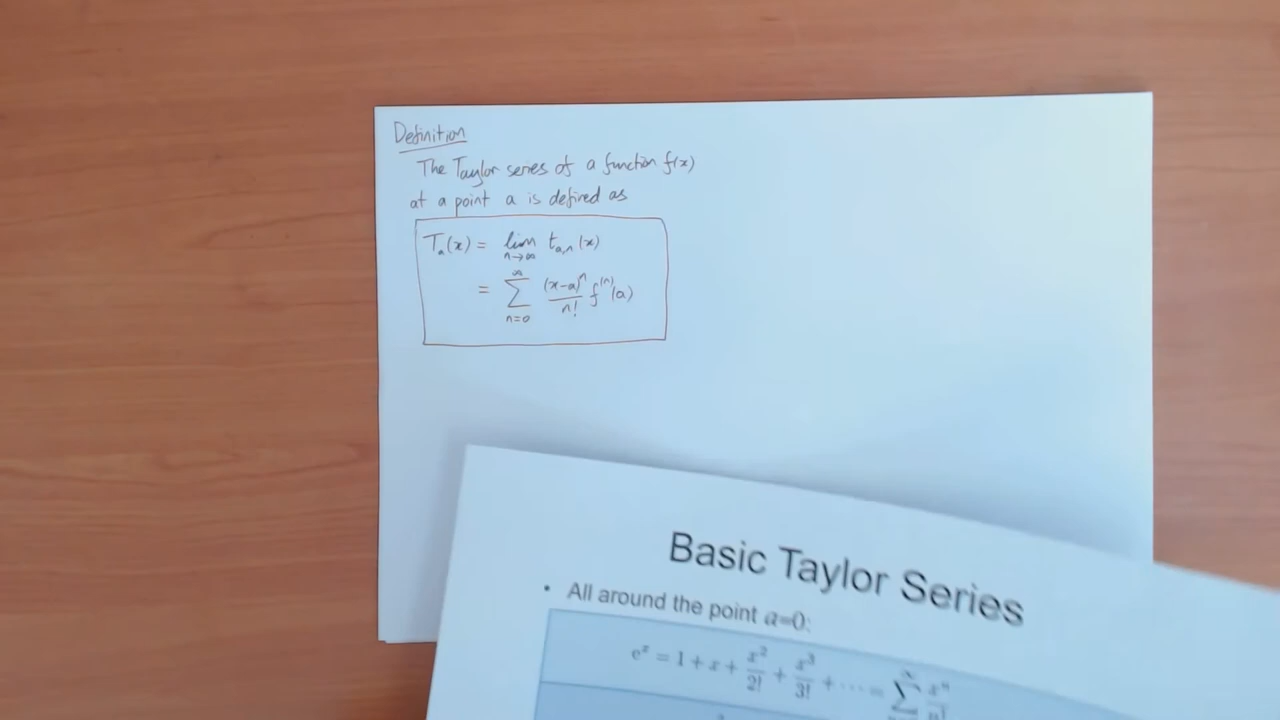 Definition
The Taylor series of a function f(x)
at a point a is defined as
Tₐ(x) = lim n→∞ t a,n (x)
= ∑ n=0 ∞ (x-a)ⁿ/n! f⁽ⁿ⁾(a)
Basic Taylor Series
• All around the point a=0:
eˣ = 1 + x + x²/2! + x³/3! + ⋯ = ∑ ∞ xⁿ/n!